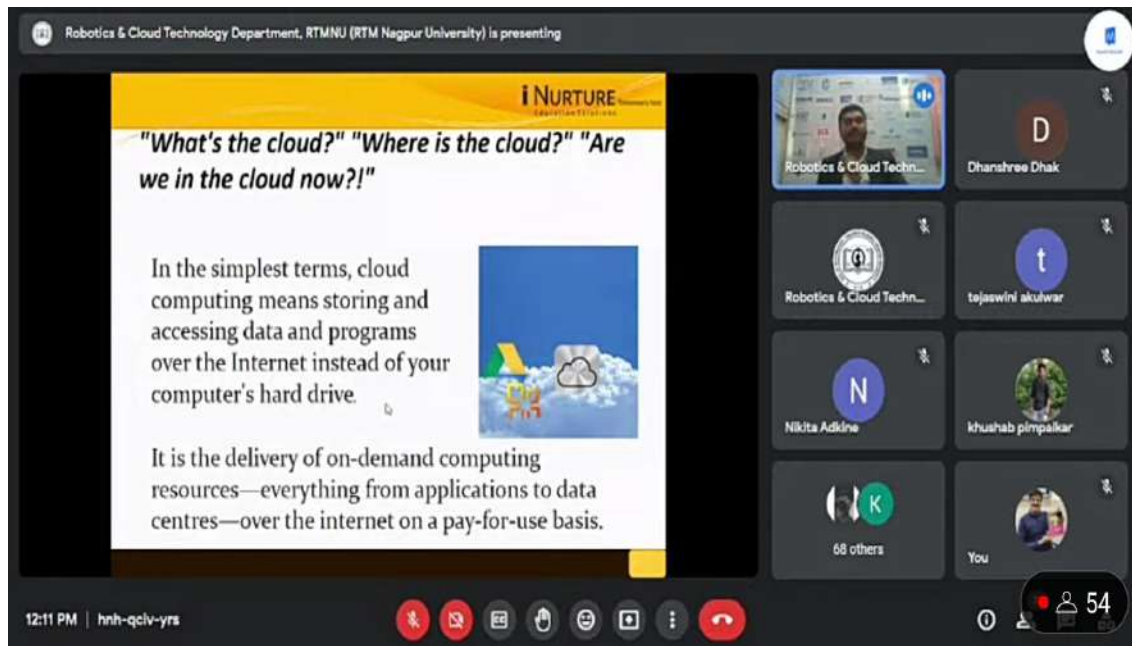 Robotics & Cloud Technology Department, RTMNU (RTM Nagpur University) is presenting
i NURTURE
Education Solutions
"What's the cloud?" "Where is the cloud?" "Are
we in the cloud now?!"
In the simplest terms, cloud
computing means storing and
accessing data and programs
over the Internet instead of your
computer's hard drive.
It is the delivery of on-demand computing
resources—everything from applications to data
centres—over the internet on a pay-for-use basis.
Robotics & Cloud Techn...
D
Dhanshree Dhak
Robotics & Cloud Techn...
t
tejaswini akulwar
N
Nikita Adkine
khushab pimpalkar
K
68 others
You
12:11 PM | hnh-qciv-yrs
CC
54